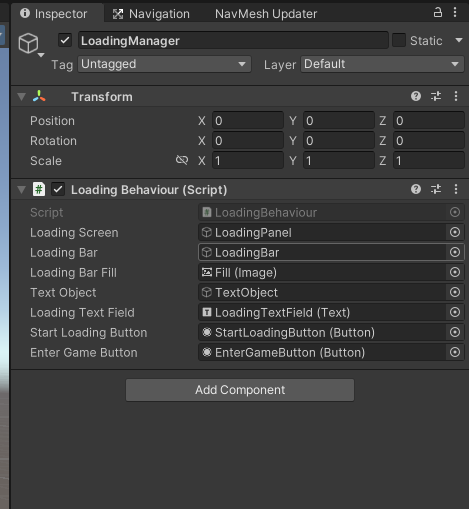 Inspector Navigation NavMesh Updater
LoadingManager Static
Tag Untagged Layer Default
Transform
Position X 0 Y 0 Z 0
Rotation X 0 Y 0 Z 0
Scale X 1 Y 1 Z 1
# Loading Behaviour (Script)
Script # LoadingBehaviour
Loading Screen LoadingPanel
Loading Bar LoadingBar
Loading Bar Fill Fill (Image)
Text Object TextObject
Loading Text Field T LoadingTextField (Text)
Start Loading Button StartLoadingButton (Button)
Enter Game Button EnterGameButton (Button)
Add Component